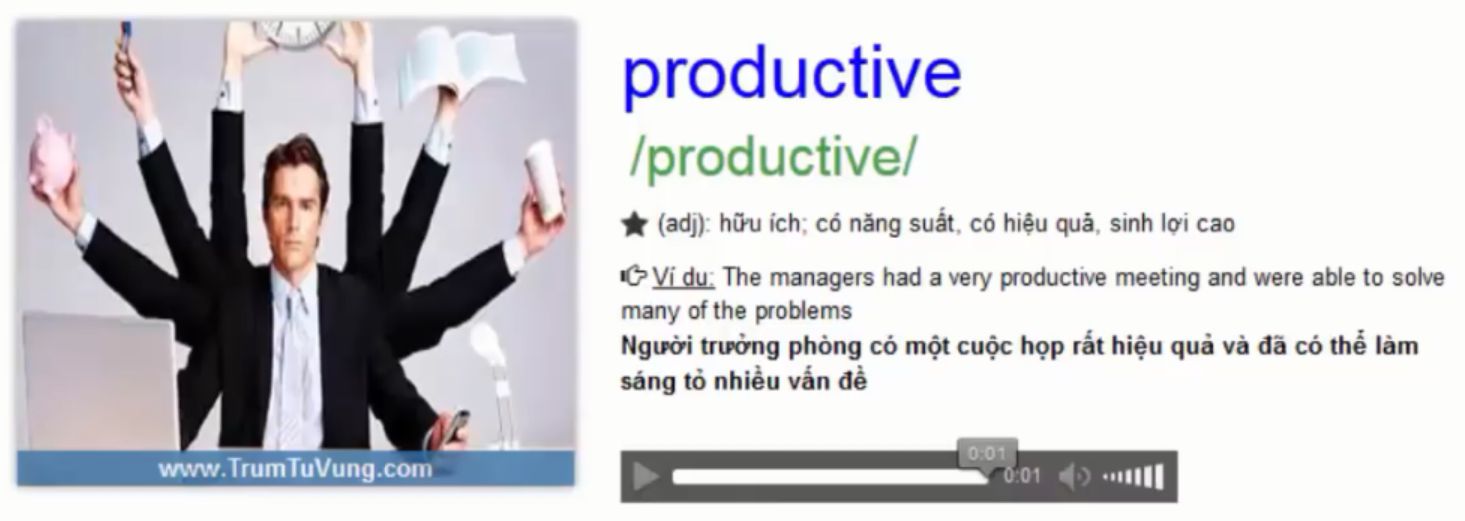 productive
/productive/
(adj): hữu ích; có năng suất, có hiệu quả, sinh lợi cao
Ví du: The managers had a very productive meeting and were able to solve
many of the problems
Người trưởng phòng có một cuộc họp rất hiệu quả và đã có thể làm
sáng tỏ nhiều vấn đề
www.TrumTuVung.com
0:01
0:01